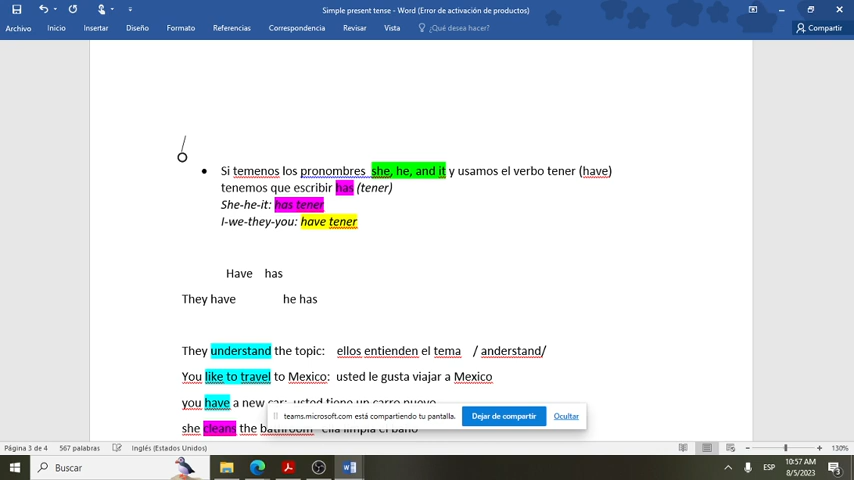 Simple present tense - Word (Error de activación de productos)
Archivo Inicio Insertar Diseño Formato Referencias Correspondencia Revisar Vista ¿Qué desea hacer? Compartir
Si temenos los pronombres she, he, and it y usamos el verbo tener (have)
tenemos que escribir has (tener)
She-he-it: has tener
I-we-they-you: have tener
Have has
They have he has
They understand the topic: ellos entienden el tema / anderstand/
You like to travel to Mexico: usted le gusta viajar a Mexico
you have a new car: usted tiene un carro nuevo
teams.microsoft.com está compartiendo tu pantalla. Dejar de compartir Ocultar
she cleans the bathroom ella limpia el baño
Página 3 de 4 567 palabras Inglés (Estados Unidos) 130%
Buscar ESP 10:57 AM
8/5/2023 3